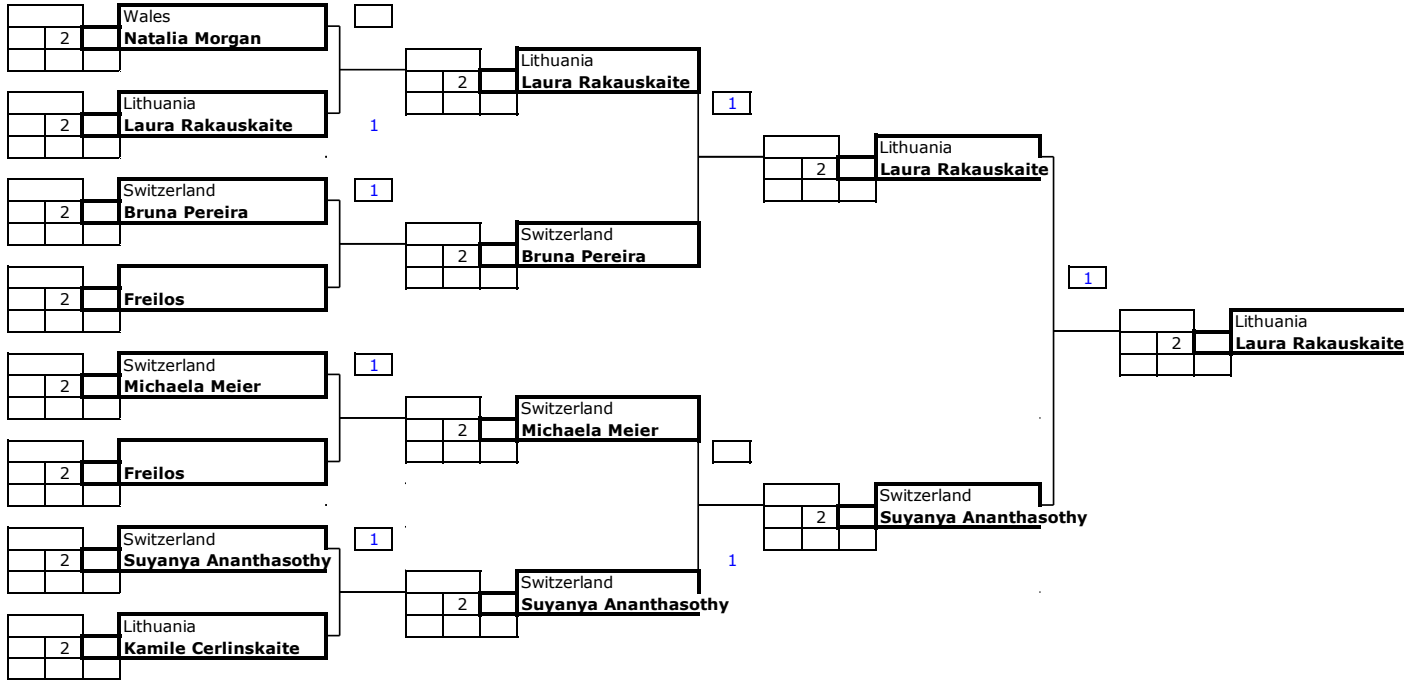 Wales
2 Natalia Morgan
Lithuania
2 Laura Rakauskaite
1
Lithuania
2 Laura Rakauskaite
1
Switzerland
2 Bruna Pereira
1
2 Freilos
Switzerland
2 Bruna Pereira
Lithuania
2 Laura Rakauskaite
1
Lithuania
2 Laura Rakauskaite
Switzerland
2 Michaela Meier
1
2 Freilos
Switzerland
2 Michaela Meier
Switzerland
2 Suyanya Ananthasothy
1
Lithuania
2 Kamile Cerlinskaite
Switzerland
2 Suyanya Ananthasothy
1
Switzerland
2 Suyanya Ananthasothy